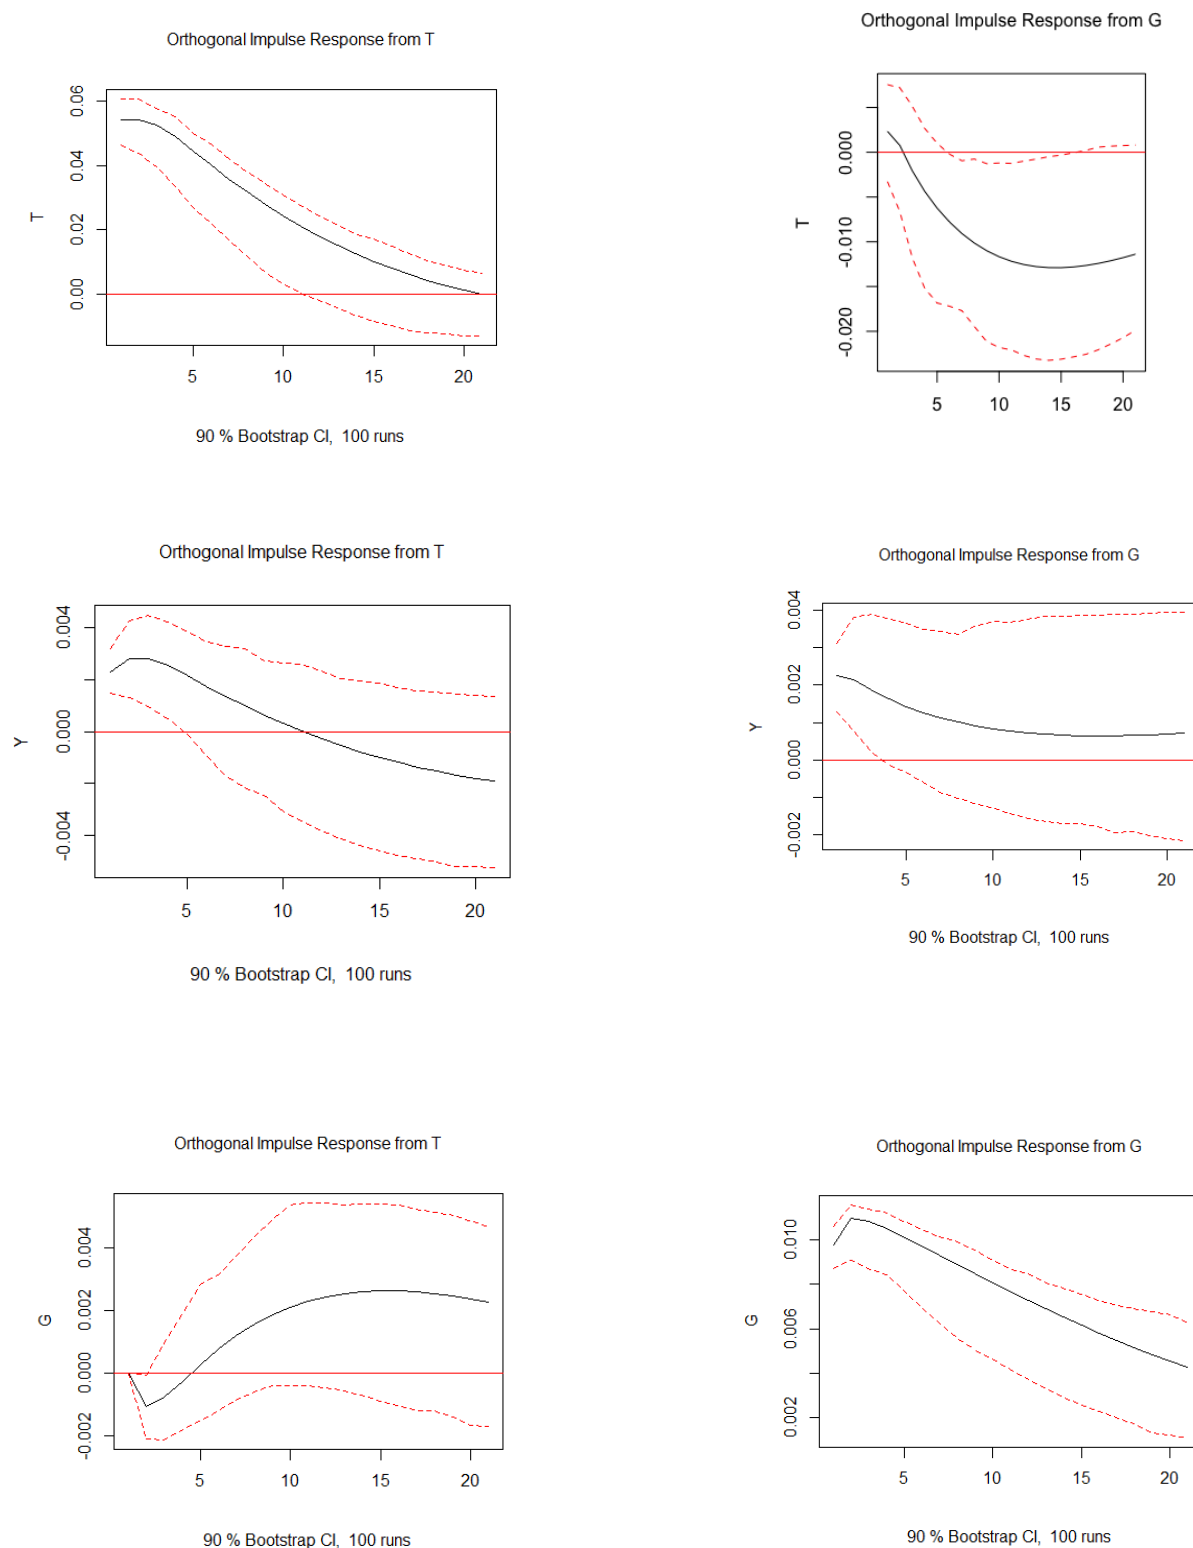 Orthogonal Impulse Response from T
T
0.00 0.02 0.04 0.06
5 10 15 20
90 % Bootstrap CI, 100 runs
Orthogonal Impulse Response from G
T
-0.020 -0.010 0.000
5 10 15 20
Orthogonal Impulse Response from T
Y
-0.004 0.000 0.004
5 10 15 20
90 % Bootstrap CI, 100 runs
Orthogonal Impulse Response from G
Y
-0.002 0.000 0.002 0.004
5 10 15 20
90 % Bootstrap CI, 100 runs
Orthogonal Impulse Response from T
G
-0.002 0.000 0.002 0.004
5 10 15 20
90 % Bootstrap CI, 100 runs
Orthogonal Impulse Response from G
G
0.002 0.006 0.010
5 10 15 20
90 % Bootstrap CI, 100 runs